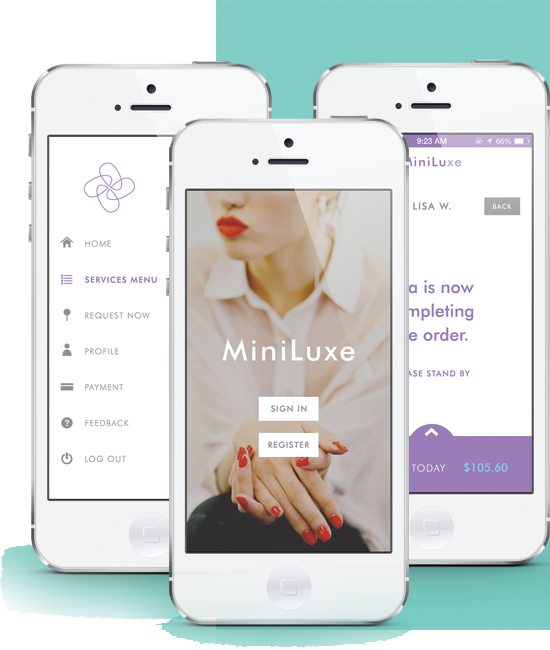 HOME
SERVICES MENU
REQUEST NOW
PROFILE
PAYMENT
FEEDBACK
LOG OUT
MiniLuxe
SIGN IN
REGISTER
9:23 AM 66%
MiniLuxe
LISA W. BACK
a is now
mpleting
e order.
ASE STAND BY
TODAY $105.60